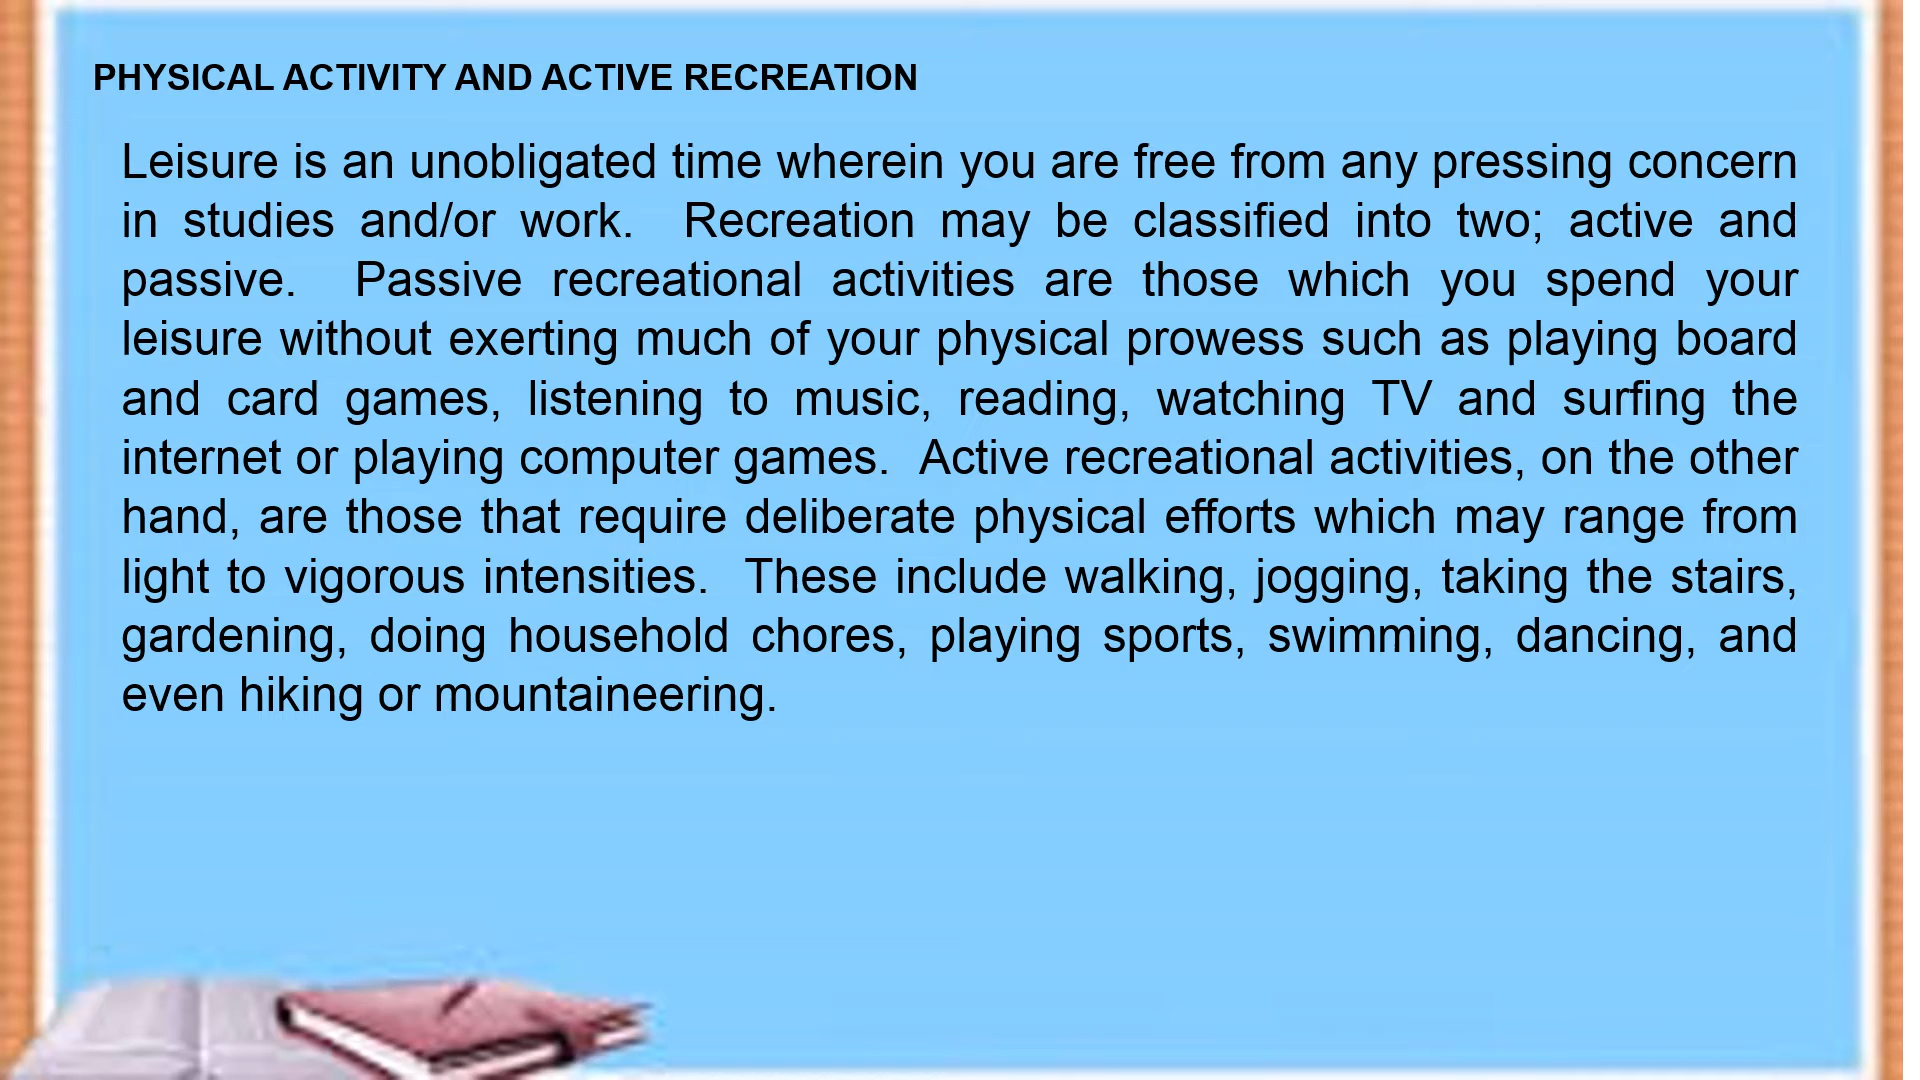 PHYSICAL ACTIVITY AND ACTIVE RECREATION
Leisure is an unobligated time wherein you are free from any pressing concern
in studies and/or work.  Recreation may be classified into two; active and
passive.  Passive recreational activities are those which you spend your
leisure without exerting much of your physical prowess such as playing board
and card games, listening to music, reading, watching TV and surfing the
internet or playing computer games.  Active recreational activities, on the other
hand, are those that require deliberate physical efforts which may range from
light to vigorous intensities.  These include walking, jogging, taking the stairs,
gardening, doing household chores, playing sports, swimming, dancing, and
even hiking or mountaineering.